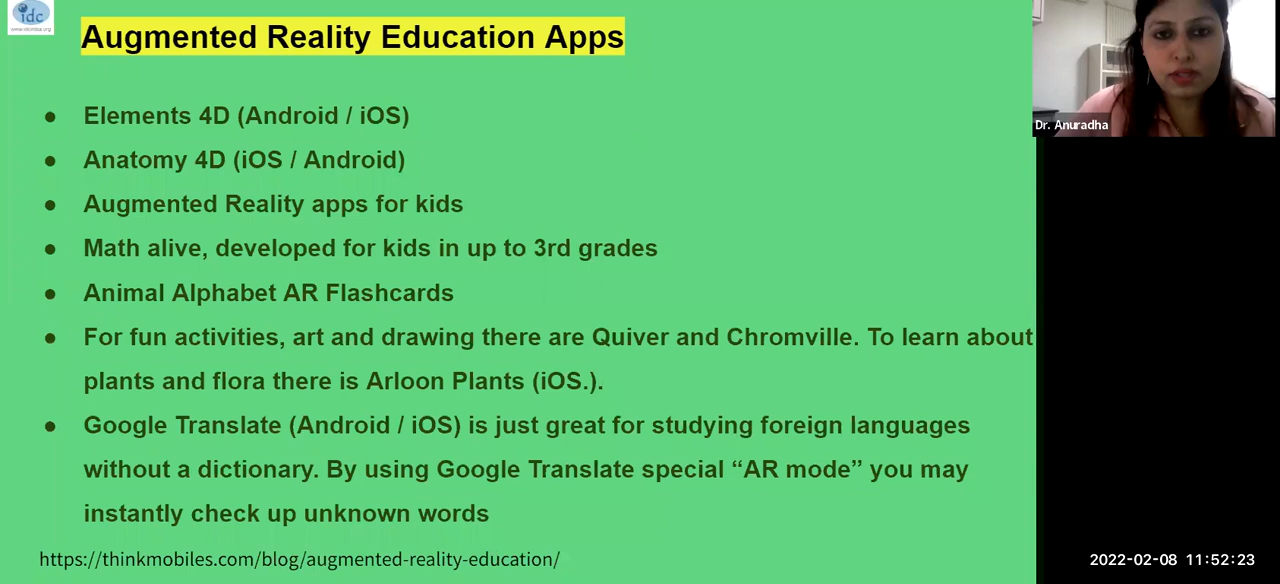 idc
Augmented Reality Education Apps
Dr. Anuradha
● Elements 4D (Android / iOS)
● Anatomy 4D (iOS / Android)
● Augmented Reality apps for kids
● Math alive, developed for kids in up to 3rd grades
● Animal Alphabet AR Flashcards
● For fun activities, art and drawing there are Quiver and Chromville. To learn about
plants and flora there is Arloon Plants (iOS.).
● Google Translate (Android / iOS) is just great for studying foreign languages
without a dictionary. By using Google Translate special “AR mode” you may
instantly check up unknown words
https://thinkmobiles.com/blog/augmented-reality-education/
2022-02-08 11:52:23